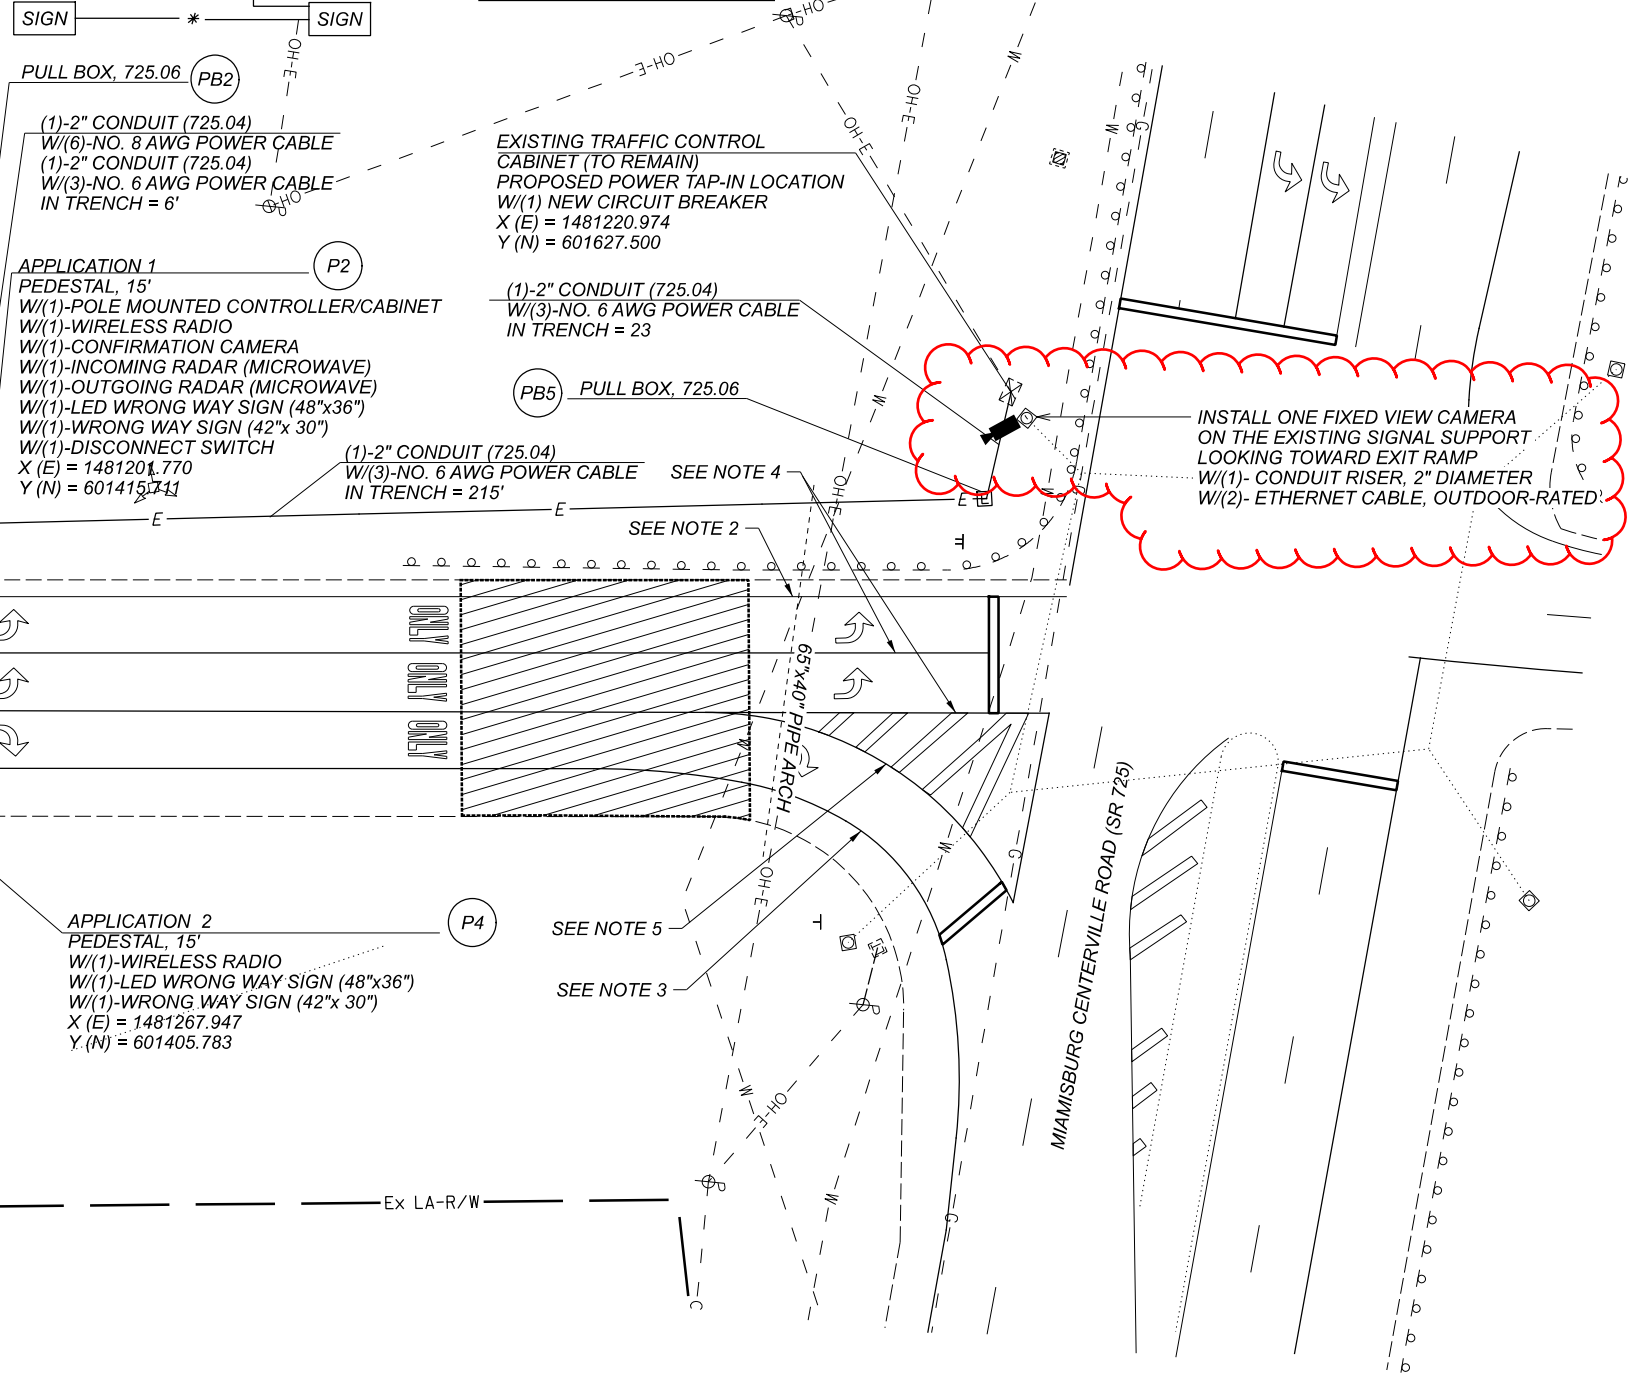 SIGN
*
SIGN
PULL BOX, 725.06
PB2
(1)-2" CONDUIT (725.04)
W/(6)-NO. 8 AWG POWER CABLE
(1)-2" CONDUIT (725.04)
W/(3)-NO. 6 AWG POWER CABLE
IN TRENCH = 6'
APPLICATION 1
P2
PEDESTAL, 15'
W/(1)-POLE MOUNTED CONTROLLER/CABINET
W/(1)-WIRELESS RADIO
W/(1)-CONFIRMATION CAMERA
W/(1)-INCOMING RADAR (MICROWAVE)
W/(1)-OUTGOING RADAR (MICROWAVE)
W/(1)-LED WRONG WAY SIGN (48"x36")
W/(1)-WRONG WAY SIGN (42"x 30")
W/(1)-DISCONNECT SWITCH
X (E) = 1481201.770
Y (N) = 601415.711
EXISTING TRAFFIC CONTROL
CABINET (TO REMAIN)
PROPOSED POWER TAP-IN LOCATION
W/(1) NEW CIRCUIT BREAKER
X (E) = 1481220.974
Y (N) = 601627.500
(1)-2" CONDUIT (725.04)
W/(3)-NO. 6 AWG POWER CABLE
IN TRENCH = 23
PB5
PULL BOX, 725.06
(1)-2" CONDUIT (725.04)
W/(3)-NO. 6 AWG POWER CABLE
IN TRENCH = 215'
SEE NOTE 4
SEE NOTE 2
INSTALL ONE FIXED VIEW CAMERA
ON THE EXISTING SIGNAL SUPPORT
LOOKING TOWARD EXIT RAMP
W/(1)- CONDUIT RISER, 2" DIAMETER
W/(2)- ETHERNET CABLE, OUTDOOR-RATED
E
E
E
OH-E
OH-E
OH-E
OH-E
OH-E
OH-E
OH-E
OH-E
OH-E
W
W
W
W
W
W
W
W
G
G
G
C
ONLY
ONLY
ONLY
65"x40" PIPE ARCH
MIAMISBURG CENTERVILLE ROAD (SR 725)
APPLICATION 2
P4
PEDESTAL, 15'
W/(1)-WIRELESS RADIO
W/(1)-LED WRONG WAY SIGN (48"x36")
W/(1)-WRONG WAY SIGN (42"x 30")
X (E) = 1481267.947
Y (N) = 601405.783
SEE NOTE 5
SEE NOTE 3
Ex LA-R/W